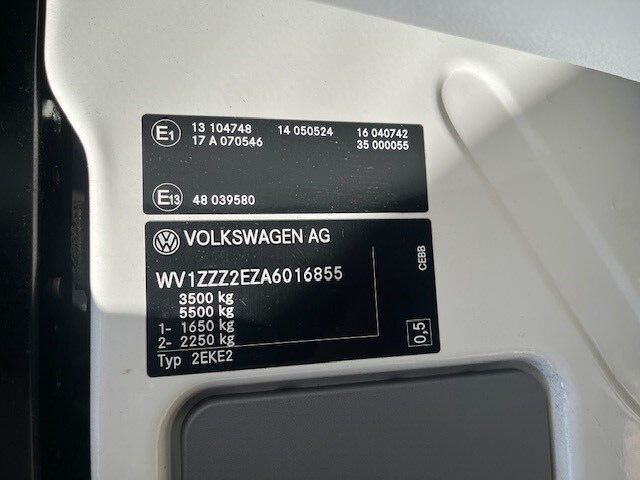 E1 13 104748 14 050524 16 040742
17 A 070546 35 000055
E13 48 039580
VOLKSWAGEN AG
WV1ZZZ2EZA6016855
3500 kg
5500 kg
1- 1650 kg
2- 2250 kg
Typ 2EKE2
CEBB
0,5